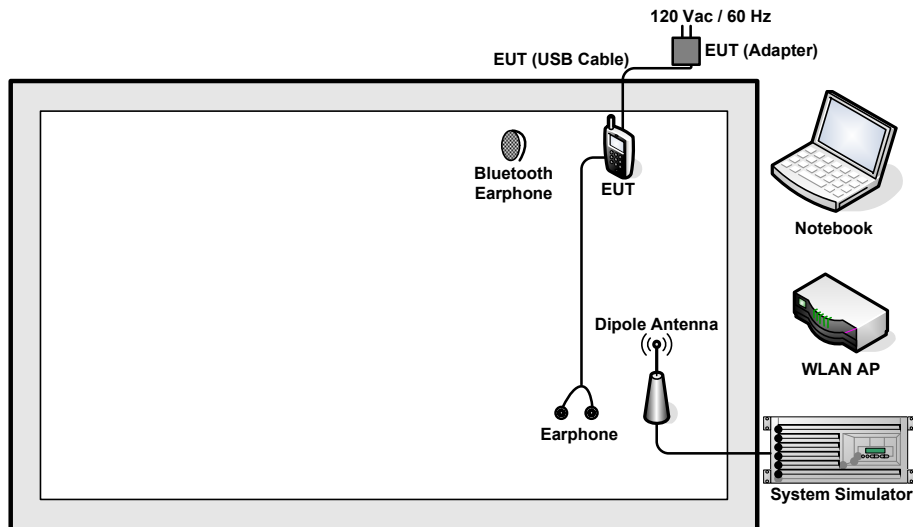 120 Vac / 60 Hz
EUT (USB Cable)
EUT (Adapter)
Bluetooth
Earphone
EUT
Notebook
Dipole Antenna
WLAN AP
Earphone
System Simulator